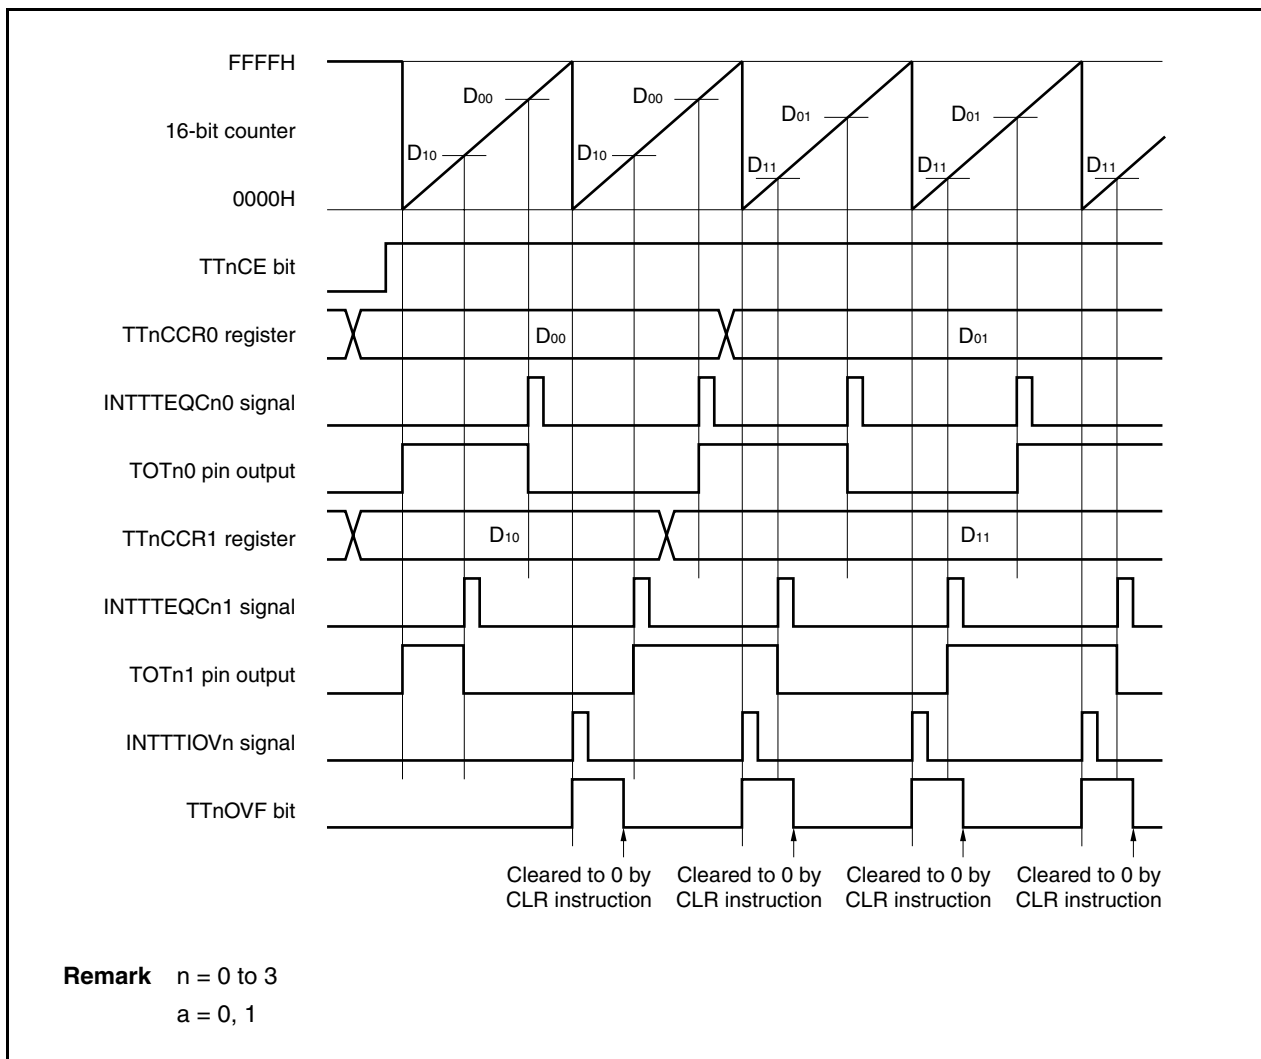 FFFFH
D00
D00
D01
D01
16-bit counter
D10
D10
D11
D11
D11
0000H
TTnCE bit
TTnCCR0 register
D00
D01
INTTTEQCn0 signal
TOTn0 pin output
TTnCCR1 register
D10
D11
INTTTEQCn1 signal
TOTn1 pin output
INTTTIOVn signal
TTnOVF bit
Cleared to 0 by
CLR instruction
Cleared to 0 by
CLR instruction
Cleared to 0 by
CLR instruction
Cleared to 0 by
CLR instruction
Remark n = 0 to 3
a = 0, 1